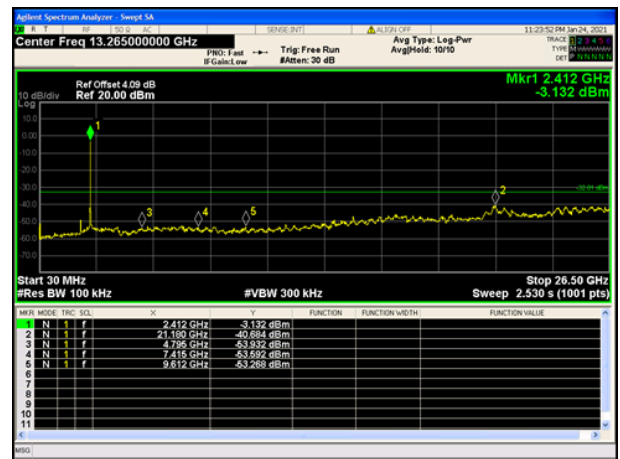 Agilent Spectrum Analyzer - Swept SA
R T RF 50 Ω AC SENSE:INT ALIGN OFF 11:23:52 PM Jan 24, 2021
Center Freq 13.265000000 GHz
PNO: Fast
IFGain:Low
Trig: Free Run
#Atten: 30 dB
Avg Type: Log-Pwr
Avg|Hold: 10/10
TRACE 1 2 3 4 5 6
TYPE M
DET P N N N N N
Ref Offset 4.09 dB
10 dB/div Ref 20.00 dBm
Log
Mkr1 2.412 GHz
-3.132 dBm
10.0
0.00
-10.0
-20.0
-30.0
-40.0
-50.0
-60.0
-70.0
1
2
3
4
5
Start 30 MHz
Stop 26.50 GHz
#Res BW 100 kHz #VBW 300 kHz Sweep 2.530 s (1001 pts)
MKR MODE TRC SCL X Y FUNCTION FUNCTION WIDTH FUNCTION VALUE
1 N 1 f 2.412 GHz -3.132 dBm
2 N 1 f 21.180 GHz -40.684 dBm
3 N 1 f 4.795 GHz -53.932 dBm
4 N 1 f 7.415 GHz -53.592 dBm
5 N 1 f 9.612 GHz -53.268 dBm
6
7
8
9
10
11
MSG